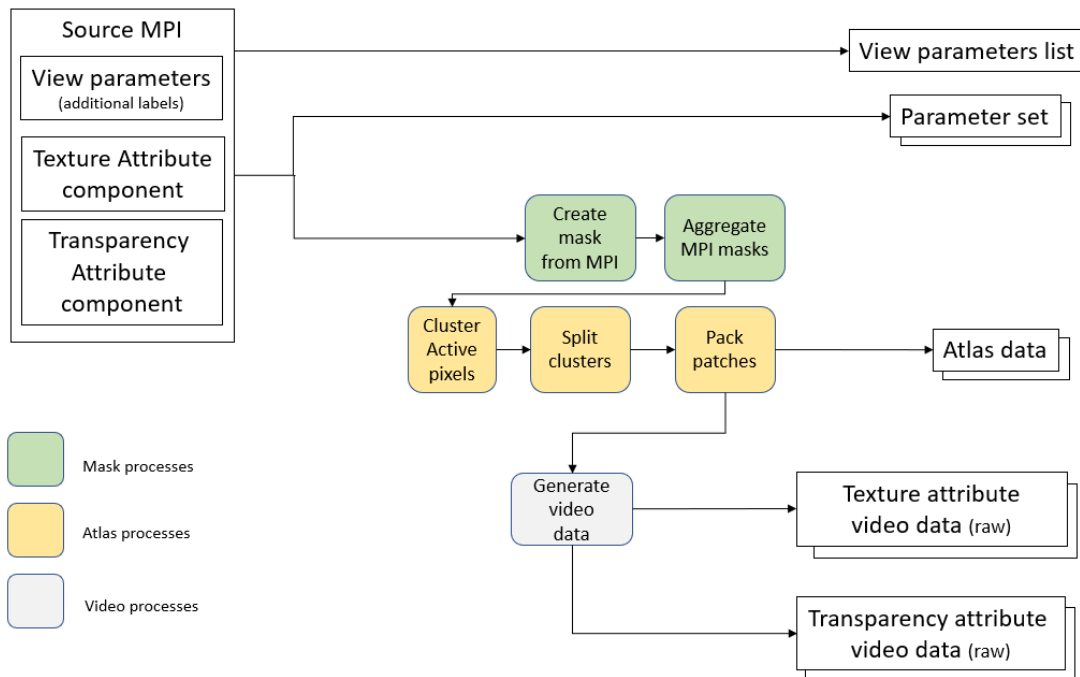 Source MPI
View parameters
(additional labels)
Texture Attribute
component
Transparency
Attribute
component
View parameters list
Parameter set
Create
mask
from MPI
Aggregate
MPI masks
Cluster
Active
pixels
Split
clusters
Pack
patches
Atlas data
Generate
video
data
Texture attribute
video data (raw)
Transparency attribute
video data (raw)
Mask processes
Atlas processes
Video processes